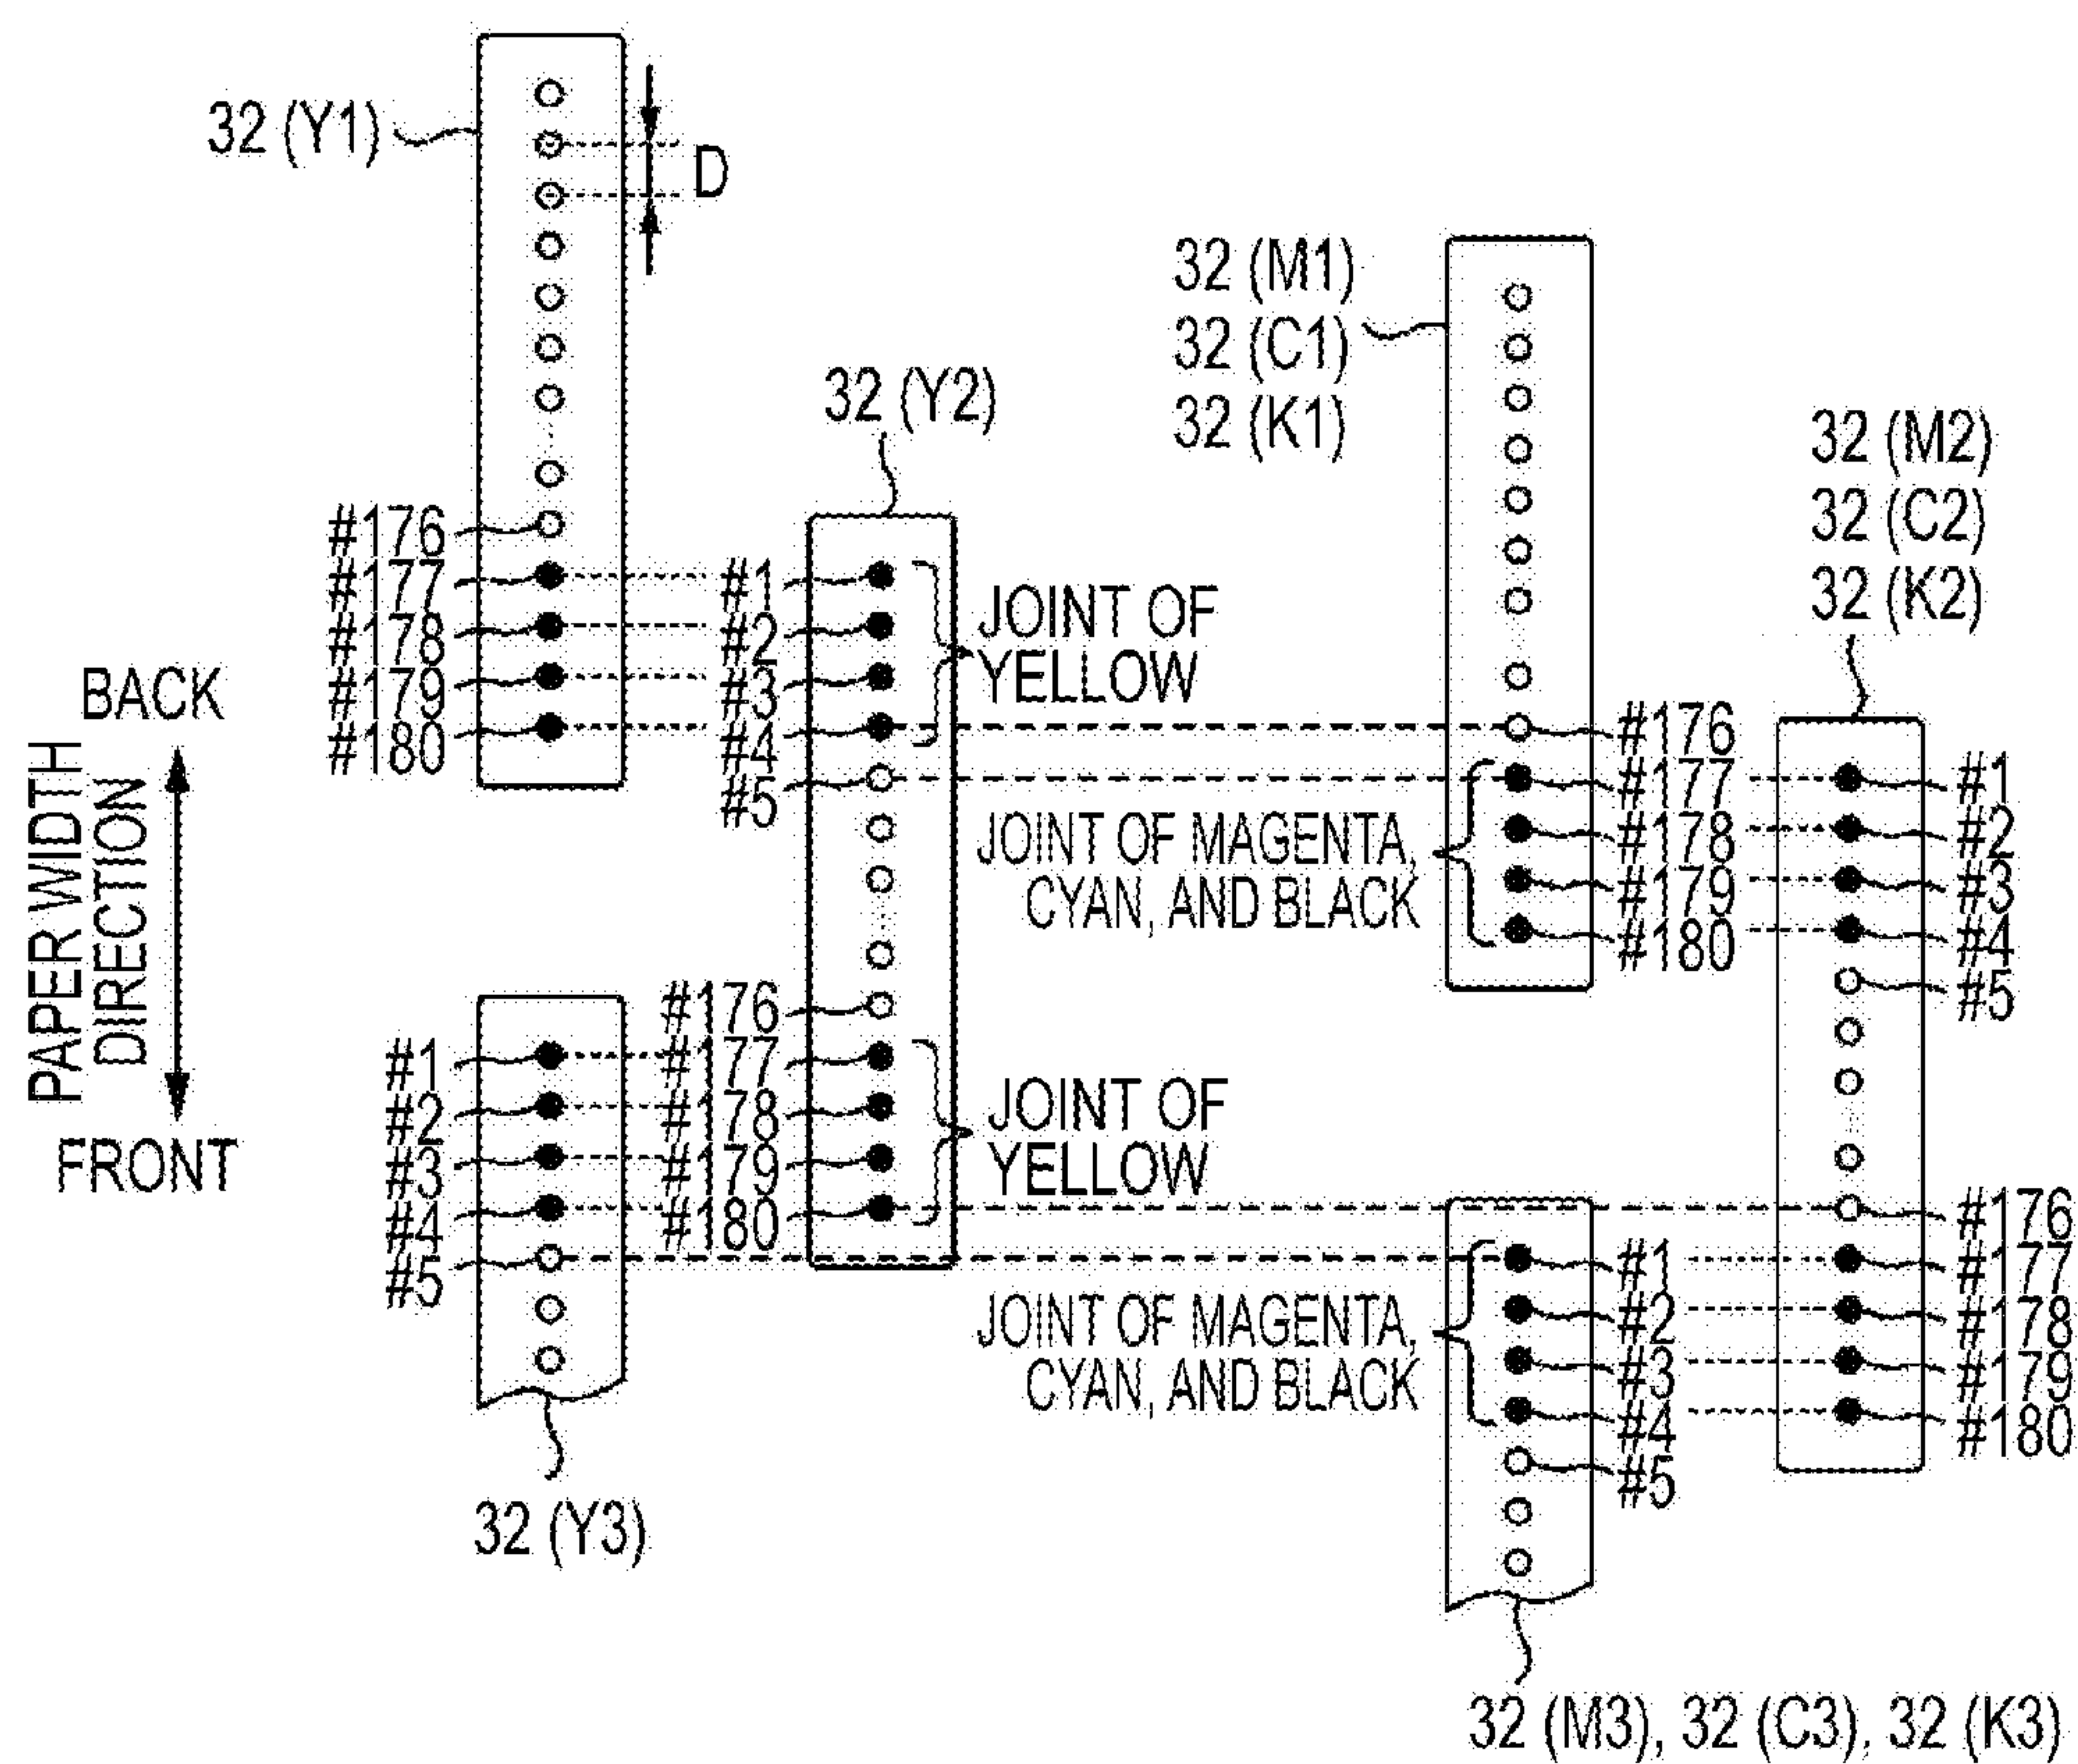 32 (Y1)
D
#176
#177
#178
#179
#180
32 (Y2)
#1
#2
#3
#4
#5
JOINT OF
YELLOW
32 (M1)
32 (C1)
32 (K1)
32 (M2)
32 (C2)
32 (K2)
#176
#177
#178
#179
#180
#1
#2
#3
#4
#5
JOINT OF MAGENTA,
CYAN, AND BLACK
BACK
PAPER WIDTH
DIRECTION
FRONT
#1
#2
#3
#4
#5
#176
#177
#178
#179
#180
JOINT OF
YELLOW
JOINT OF MAGENTA,
CYAN, AND BLACK
#1
#2
#3
#4
#5
#176
#177
#178
#179
#180
32 (Y3)
32 (M3), 32 (C3), 32 (K3)